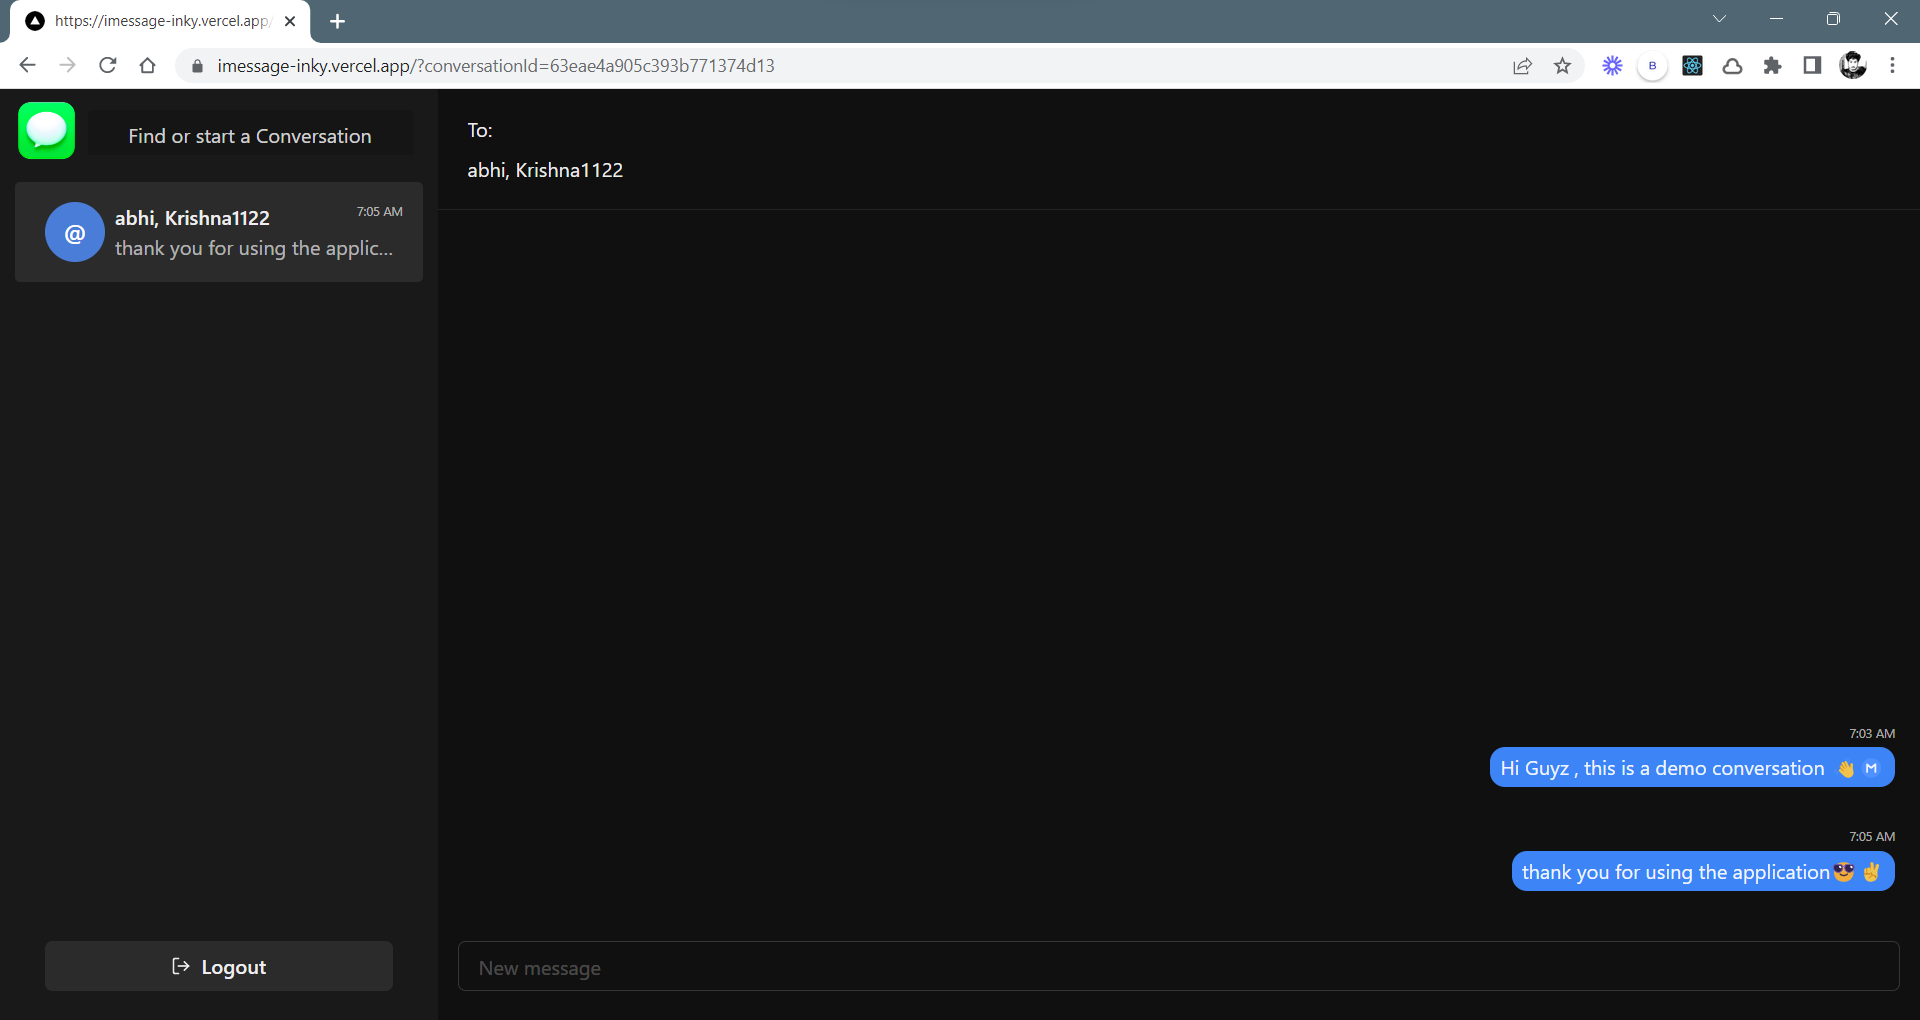 https://imessage-inky.vercel.app/
imessage-inky.vercel.app/?conversationId=63eae4a905c393b771374d13
B
Find or start a Conversation
@
abhi, Krishna1122
7:05 AM
thank you for using the applic...
To:
abhi, Krishna1122
7:03 AM
Hi Guyz , this is a demo conversation 👋 Ⓜ️
7:05 AM
thank you for using the application😎 ✌️
Logout
New message